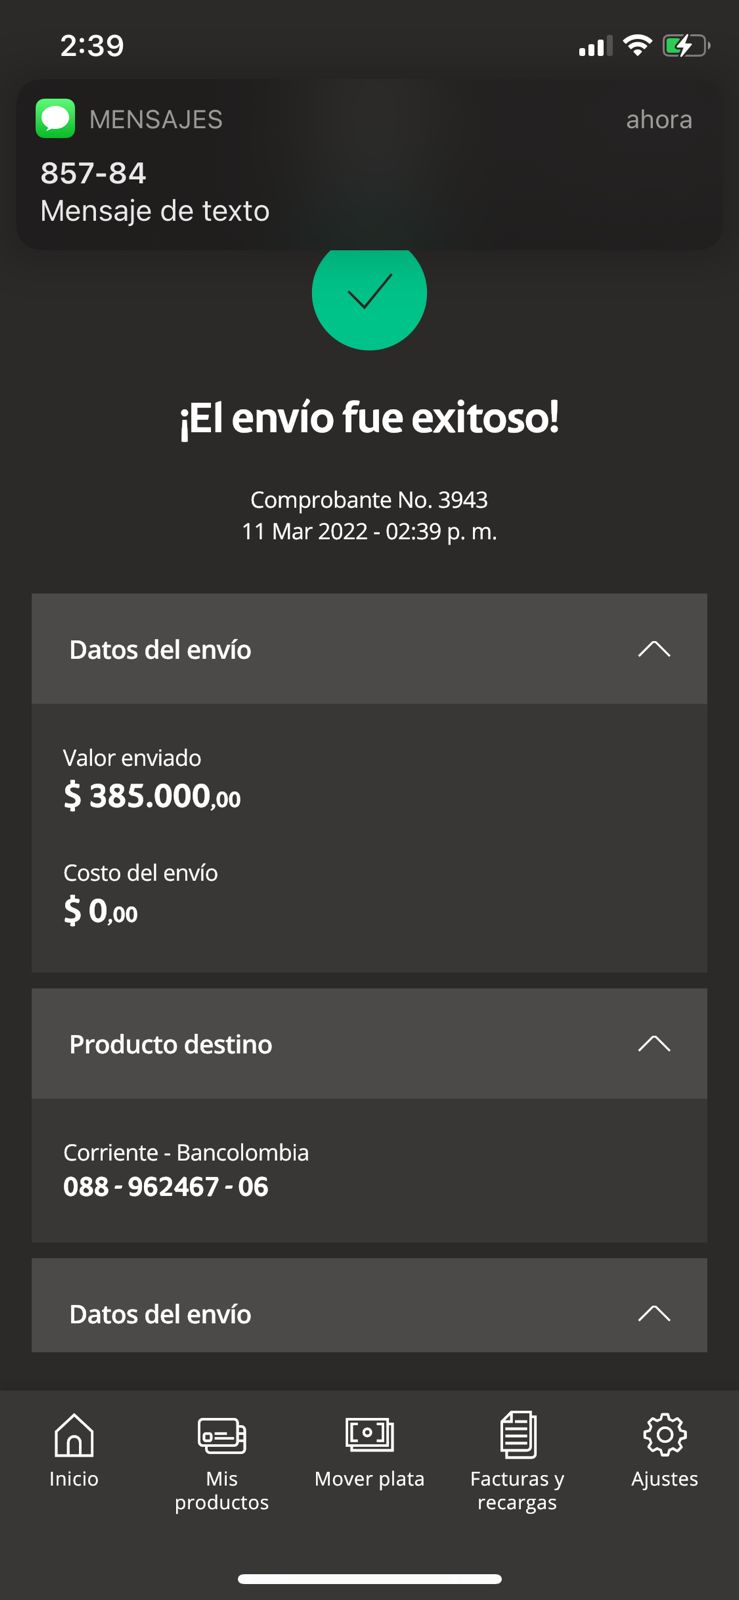 2:39
MENSAJES
ahora
857-84
Mensaje de texto
¡El envío fue exitoso!
Comprobante No. 3943
11 Mar 2022 - 02:39 p. m.
Datos del envío
Valor enviado
$ 385.000,00
Costo del envío
$ 0,00
Producto destino
Corriente - Bancolombia
088 - 962467 - 06
Datos del envío
Inicio
Mis
productos
Mover plata
Facturas y
recargas
Ajustes